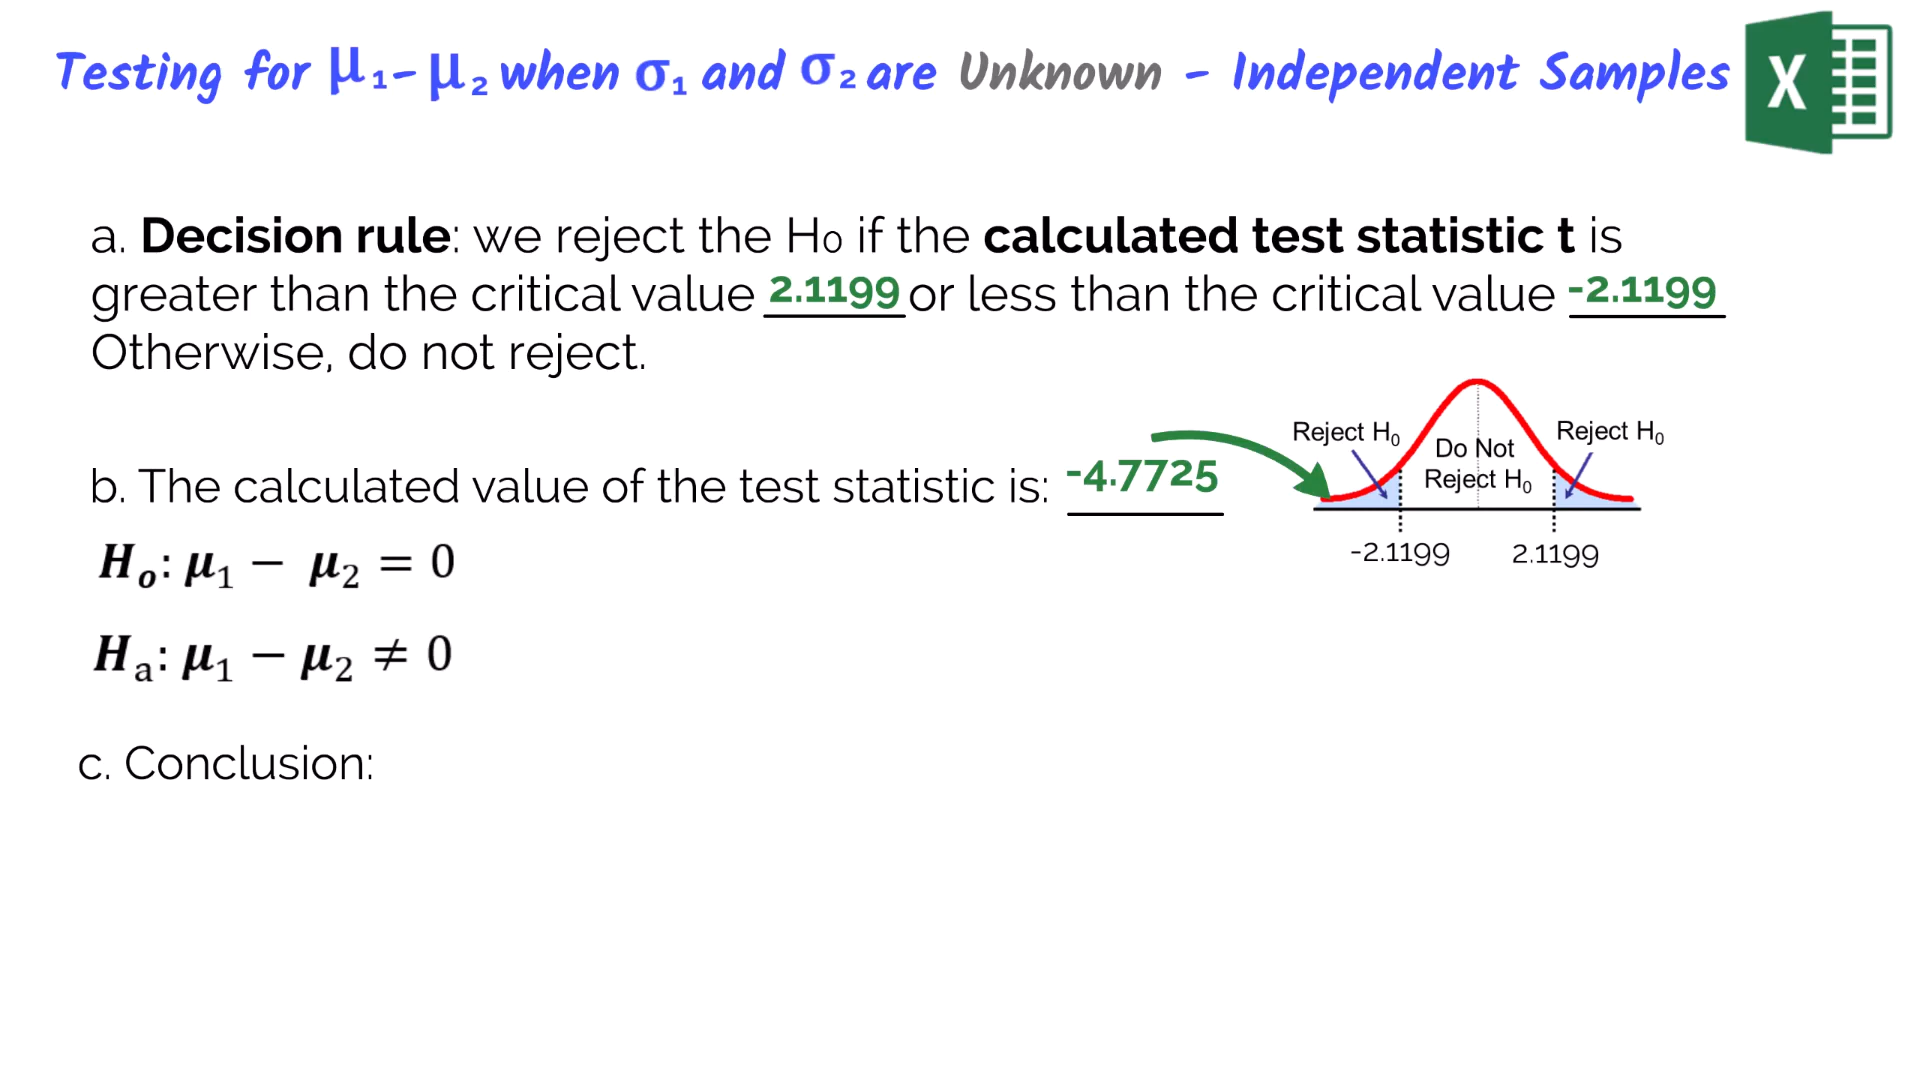 Testing for μ₁- μ₂ when σ₁ and σ₂ are Unknown - Independent Samples
X
a. Decision rule: we reject the H₀ if the calculated test statistic t is
greater than the critical value 2.1199 or less than the critical value -2.1199
Otherwise, do not reject.
Reject H₀
Do Not
Reject H₀
Reject H₀
-2.1199
2.1199
b. The calculated value of the test statistic is: -4.7725
Hₒ: μ₁ − μ₂ = 0
Hₐ: μ₁ − μ₂ ≠ 0
c. Conclusion: